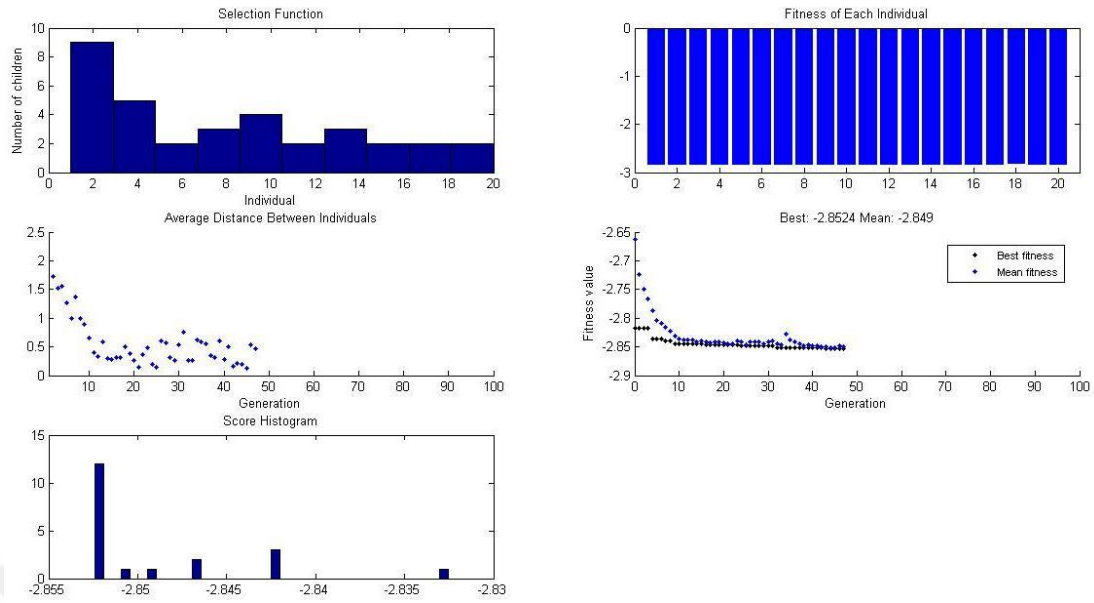 Selection Function
Number of children
10
8
6
4
2
0
0 2 4 6 8 10 12 14 16 18 20
Individual
Fitness of Each Individual
0
-1
-2
-3
2 4 6 8 10 12 14 16 18 20
Average Distance Between Individuals
2.5
2
1.5
1
0.5
0
10 20 30 40 50 60 70 80 90 100
Generation
Best: -2.8524 Mean: -2.849
Fitness value
-2.65
-2.7
-2.75
-2.8
-2.85
-2.9
0 10 20 30 40 50 60 70 80 90 100
Generation
Best fitness
Mean fitness
Score Histogram
15
10
5
0
-2.855 -2.85 -2.845 -2.84 -2.835 -2.83